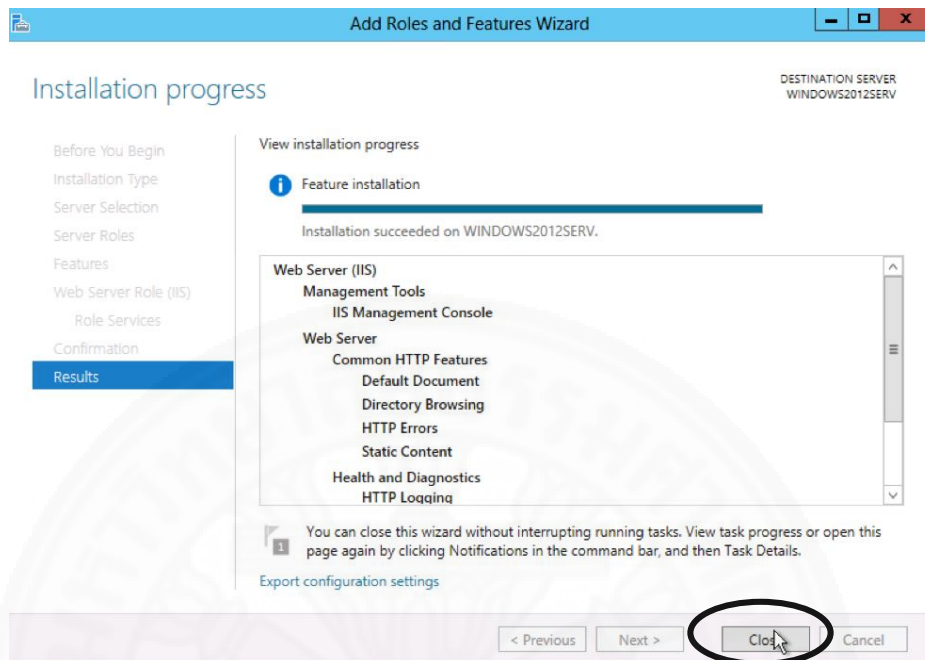 Add Roles and Features Wizard
Installation progress
DESTINATION SERVER
WINDOWS2012SERV
Before You Begin
Installation Type
Server Selection
Server Roles
Features
Web Server Role (IIS)
Role Services
Confirmation
Results
View installation progress
Feature installation
Installation succeeded on WINDOWS2012SERV.
Web Server (IIS)
Management Tools
IIS Management Console
Web Server
Common HTTP Features
Default Document
Directory Browsing
HTTP Errors
Static Content
Health and Diagnostics
HTTP Logging
1
You can close this wizard without interrupting running tasks. View task progress or open this
page again by clicking Notifications in the command bar, and then Task Details.
Export configuration settings
< Previous
Next >
Close
Cancel